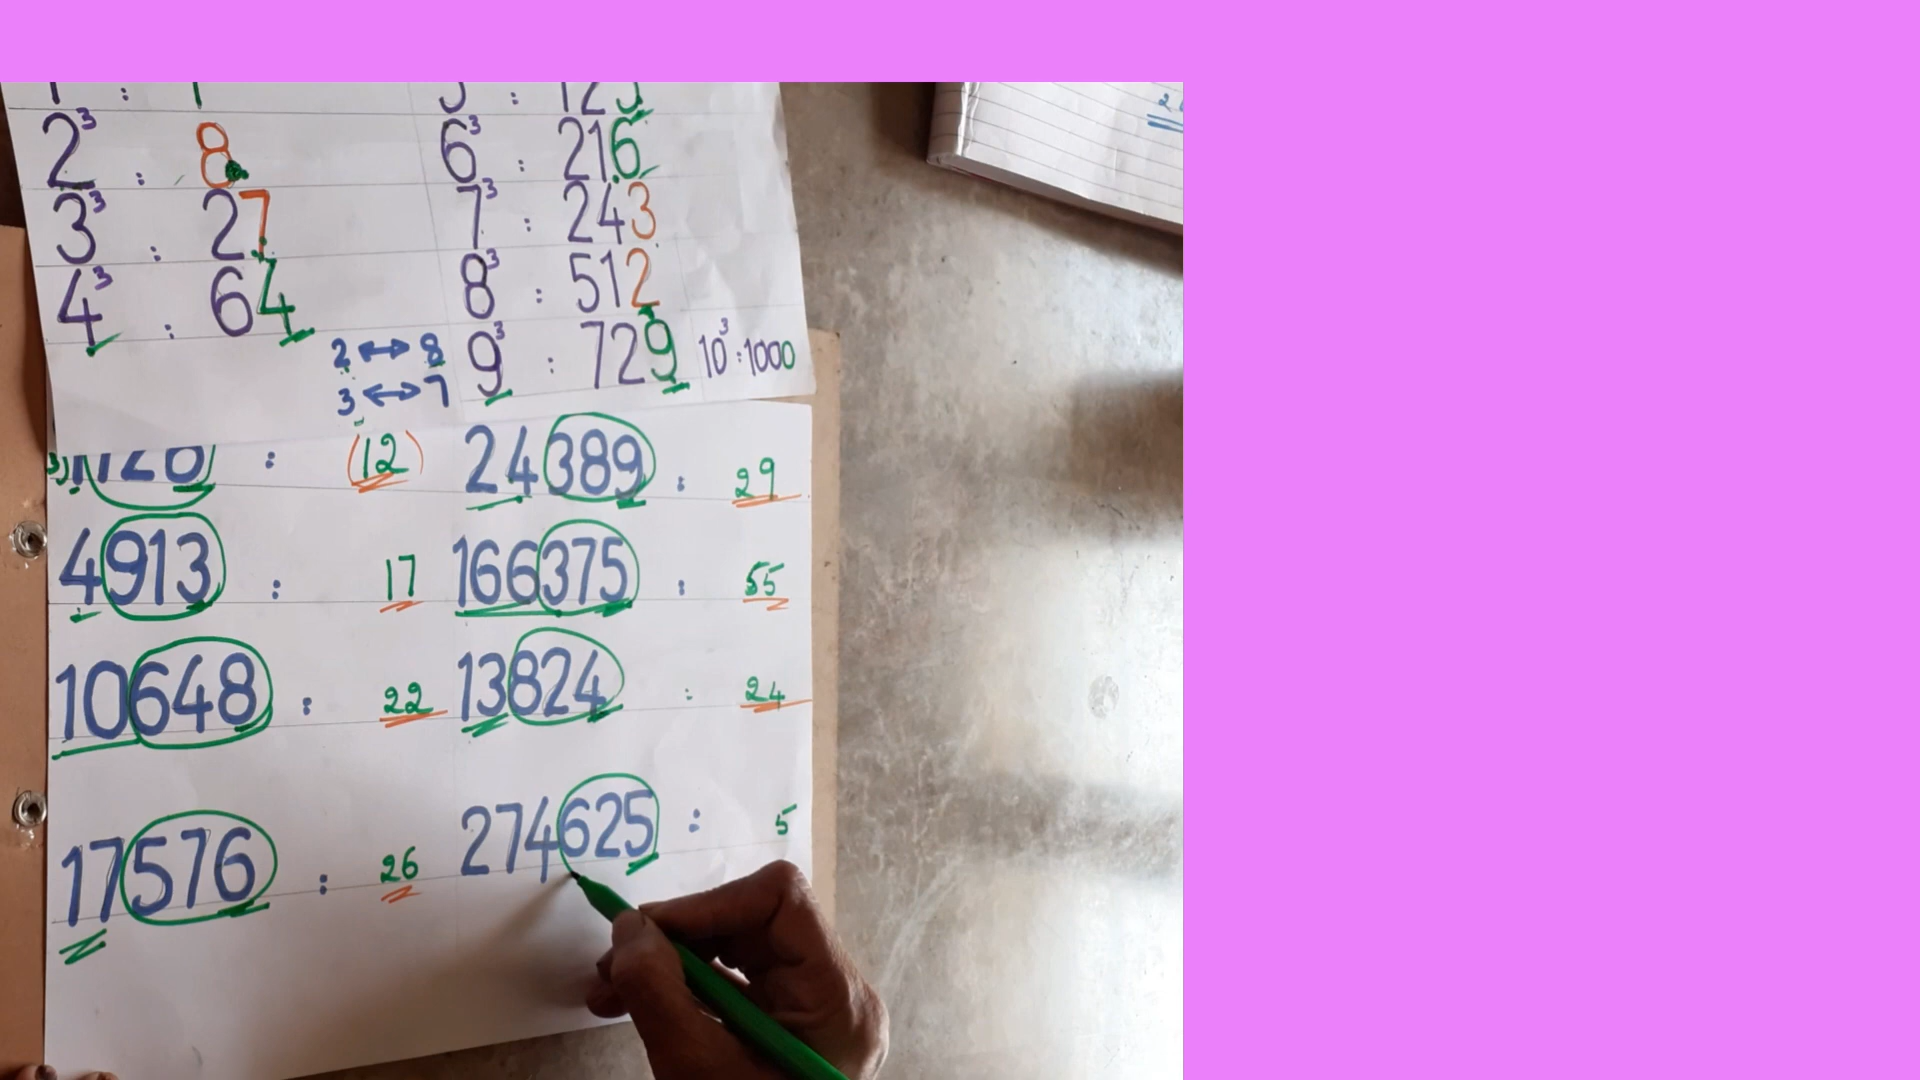 2³ : 8
3³ : 27
4³ : 64
6³ : 216
7³ : 243
8³ : 512
9³ : 729
10³ : 1000
2 ↔ 8
3 ↔ 7
(12)
4913 : 17
10648 : 22
17576 : 26
24389 : 29
166375 : 55
13824 : 24
274625 : 5